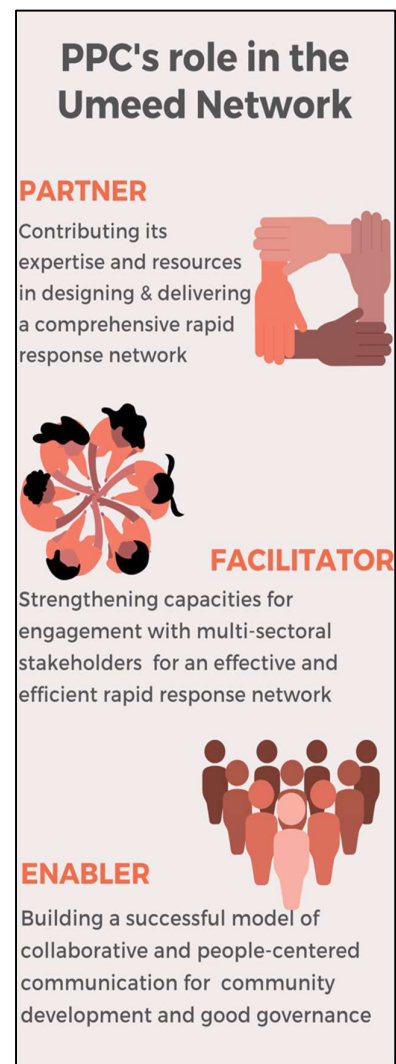 PPC's role in the
Umeed Network
PARTNER
Contributing its
expertise and resources
in designing & delivering
a comprehensive rapid
response network
FACILITATOR
Strengthening capacities for
engagement with multi-sectoral
stakeholders for an effective and
efficient rapid response network
ENABLER
Building a successful model of
collaborative and people-centered
communication for community
development and good governance